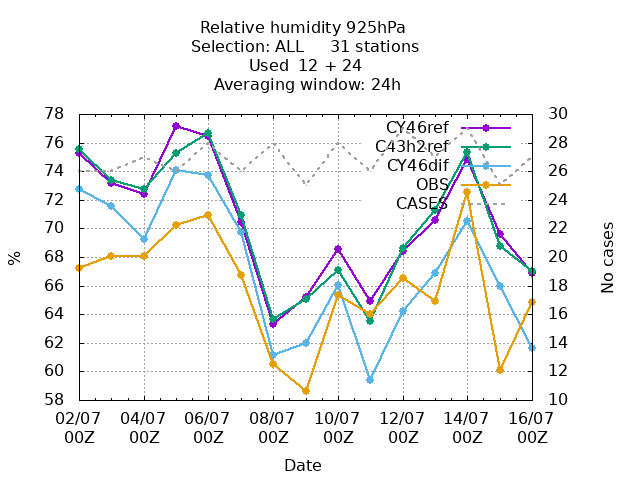 Relative humidity 925hPa
Selection: ALL 31 stations
Used 12 + 24
Averaging window: 24h
78 30
76 28
74 26
72 24
70 22
68 20
66 18
64 16
62 14
60 12
58 10
CY46ref
C43h2ref
CY46dif
OBS
CASES
%
No cases
02/07 04/07 06/07 08/07 10/07 12/07 14/07 16/07
00Z 00Z 00Z 00Z 00Z 00Z 00Z 00Z
Date